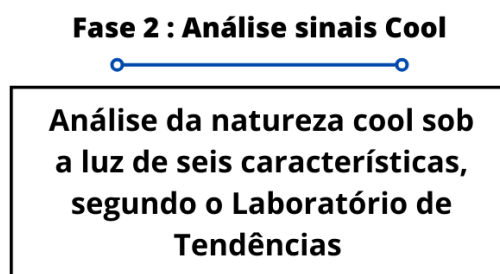 Fase 2 : Análise sinais Cool
Análise da natureza cool sob
a luz de seis características,
segundo o Laboratório de
Tendências